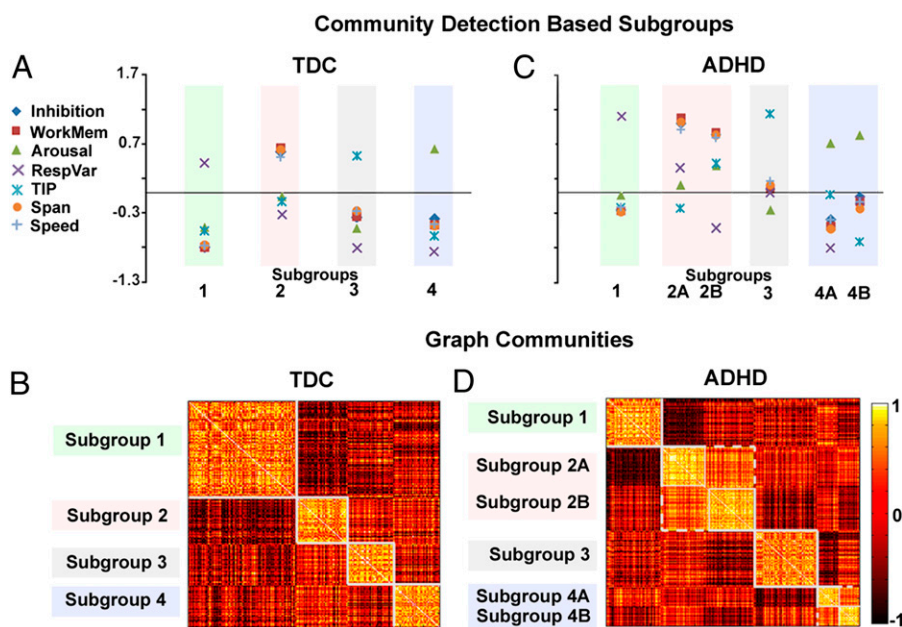 Community Detection Based Subgroups
A
TDC
C
ADHD
1.7
0.7
-0.3
-1.3
Inhibition
WorkMem
Arousal
RespVar
TIP
Span
Speed
Subgroups
1 2 3 4
Subgroups
1 2A 2B 3 4A 4B
Graph Communities
B
TDC
D
ADHD
Subgroup 1
Subgroup 2
Subgroup 3
Subgroup 4
Subgroup 1
Subgroup 2A
Subgroup 2B
Subgroup 3
Subgroup 4A
Subgroup 4B
1
0
-1